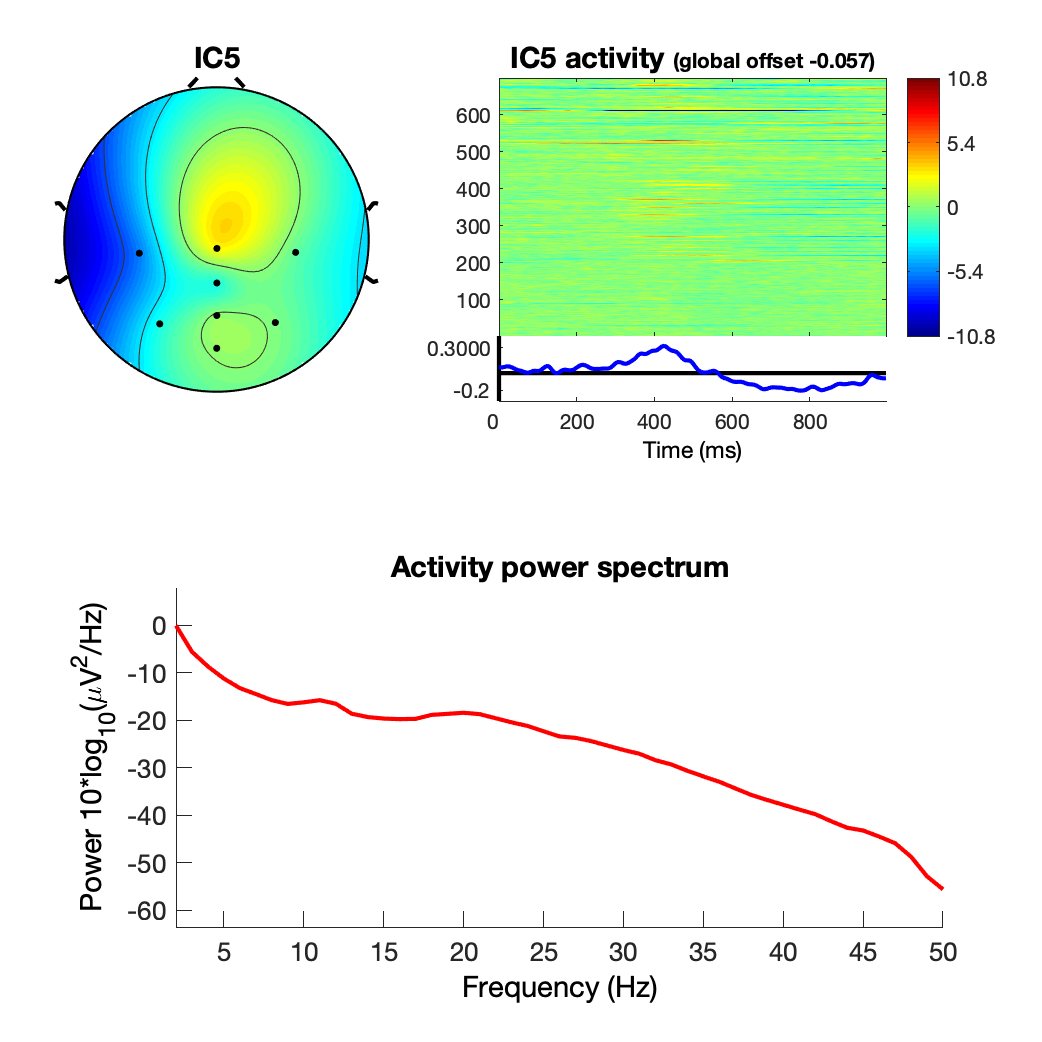 IC5
IC5 activity (global offset -0.057)
10.8
5.4
0
-5.4
-10.8
600
500
400
300
200
100
0.3000
-0.2
0 200 400 600 800
Time (ms)
Activity power spectrum
0
-10
-20
-30
-40
-50
-60
Power 10*log10(μV2/Hz)
5 10 15 20 25 30 35 40 45 50
Frequency (Hz)